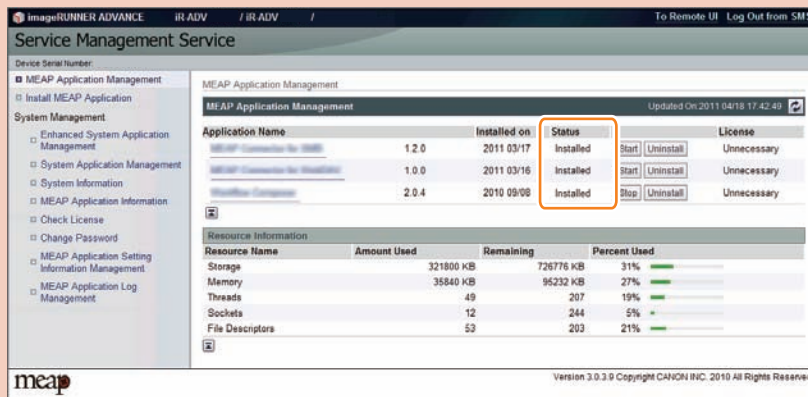 imageRUNNER ADVANCE iR-ADV / iR-ADV / To Remote UI Log Out from SMS
Service Management Service
Device Serial Number:
MEAP Application Management
Install MEAP Application
System Management
Enhanced System Application
Management
System Application Management
System Information
MEAP Application Information
Check License
Change Password
MEAP Application Setting
Information Management
MEAP Application Log
Management
MEAP Application Management
MEAP Application Management Updated On:2011 04/18 17:42:49
Application Name Installed on Status License
1.2.0 2011 03/17 Installed Start Uninstall Unnecessary
1.0.0 2011 03/16 Installed Start Uninstall Unnecessary
2.0.4 2010 09/08 Installed Stop Uninstall Unnecessary
Resource Information
Resource Name Amount Used Remaining Percent Used
Storage 321800 KB 726776 KB 31%
Memory 35840 KB 95232 KB 27%
Threads 49 207 19%
Sockets 12 244 5%
File Descriptors 53 203 21%
meap
Version 3.0.3.9 Copyright CANON INC. 2010 All Rights Reserve